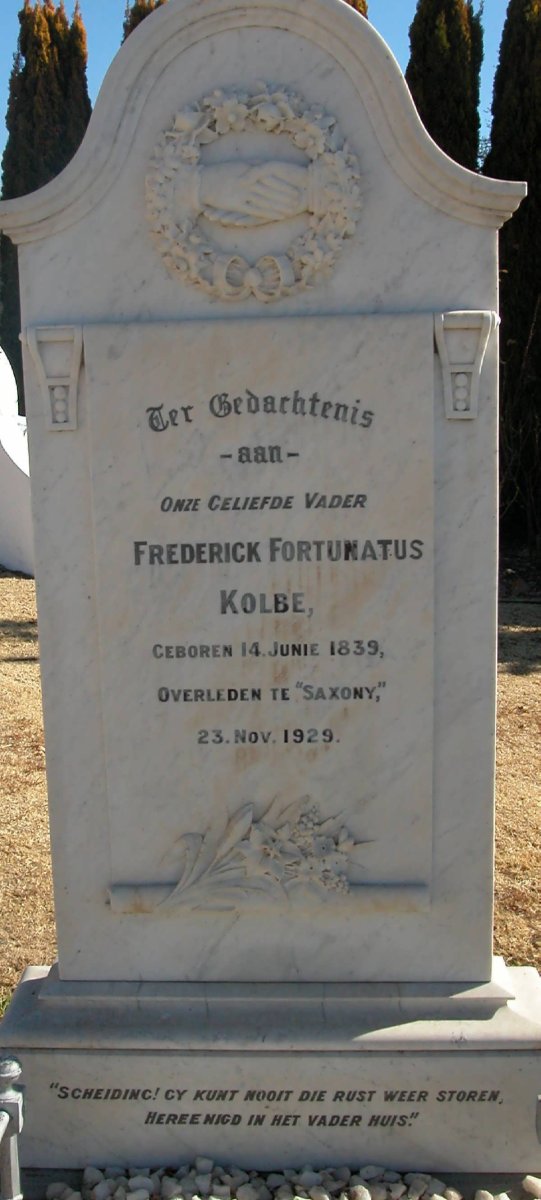 Ter Gedachtenis
-aan-
ONZE GELIEFDE VADER
FREDERICK FORTUNATUS
KOLBE,
GEBOREN 14. JUNIE 1839,
OVERLEDEN TE "SAXONY,"
23. NOV. 1929.
"SCHEIDING! GY KUNT NOOIT DIE RUST WEER STOREN,
HEREENIGD IN HET VADER HUIS."